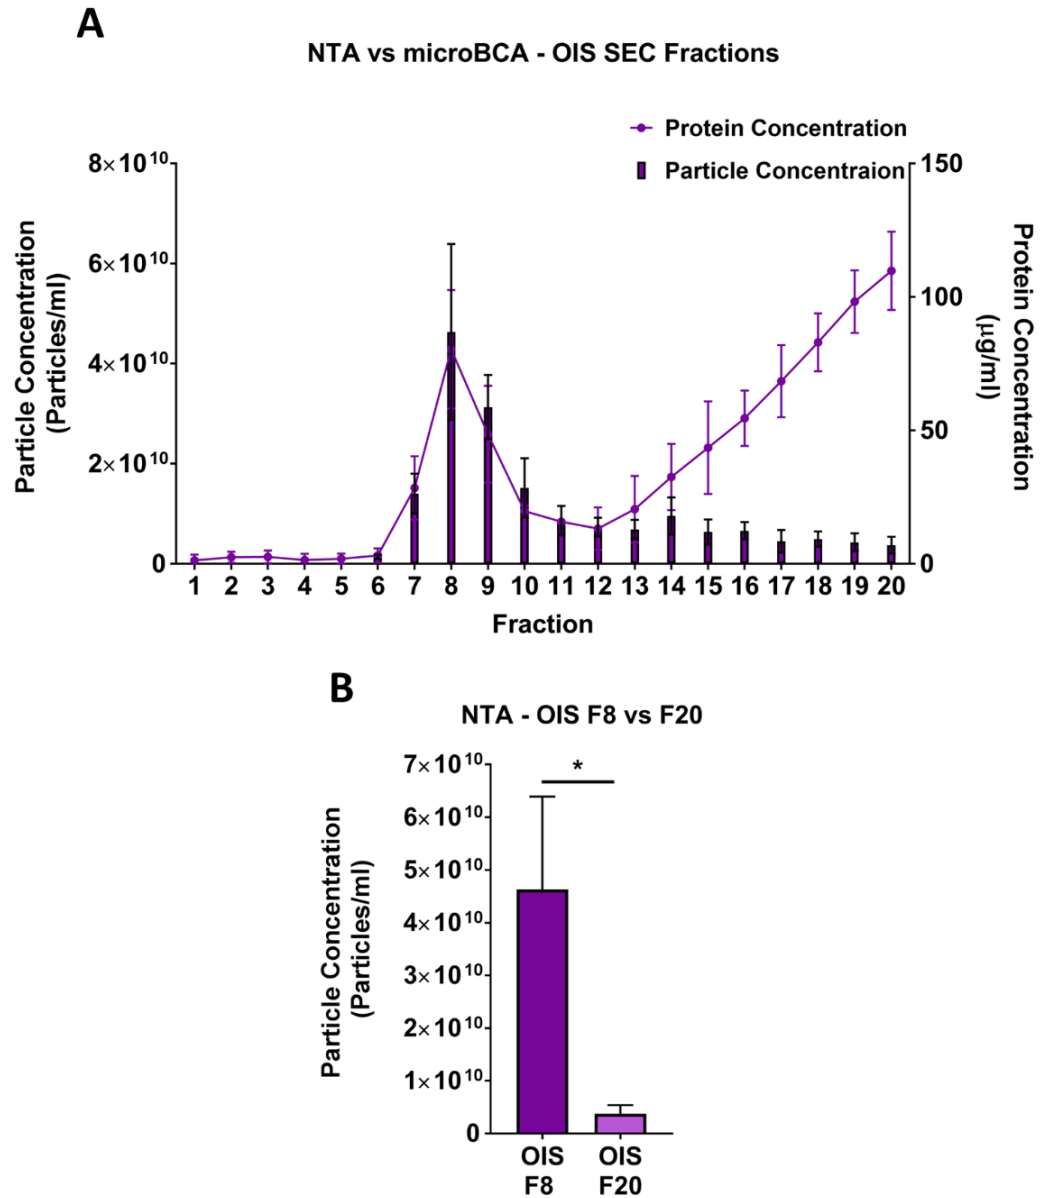 A
NTA vs microBCA - OIS SEC Fractions
Protein Concentration
Particle Concentraion
8×10¹⁰
6×10¹⁰
4×10¹⁰
2×10¹⁰
0
Particle Concentration
(Particles/ml)
150
100
50
0
Protein Concentration
(μg/ml)
1 2 3 4 5 6 7 8 9 10 11 12 13 14 15 16 17 18 19 20
Fraction
B
NTA - OIS F8 vs F20
*
7×10¹⁰
6×10¹⁰
5×10¹⁰
4×10¹⁰
3×10¹⁰
2×10¹⁰
1×10¹⁰
0
Particle Concentration
(Particles/ml)
OIS OIS
F8 F20